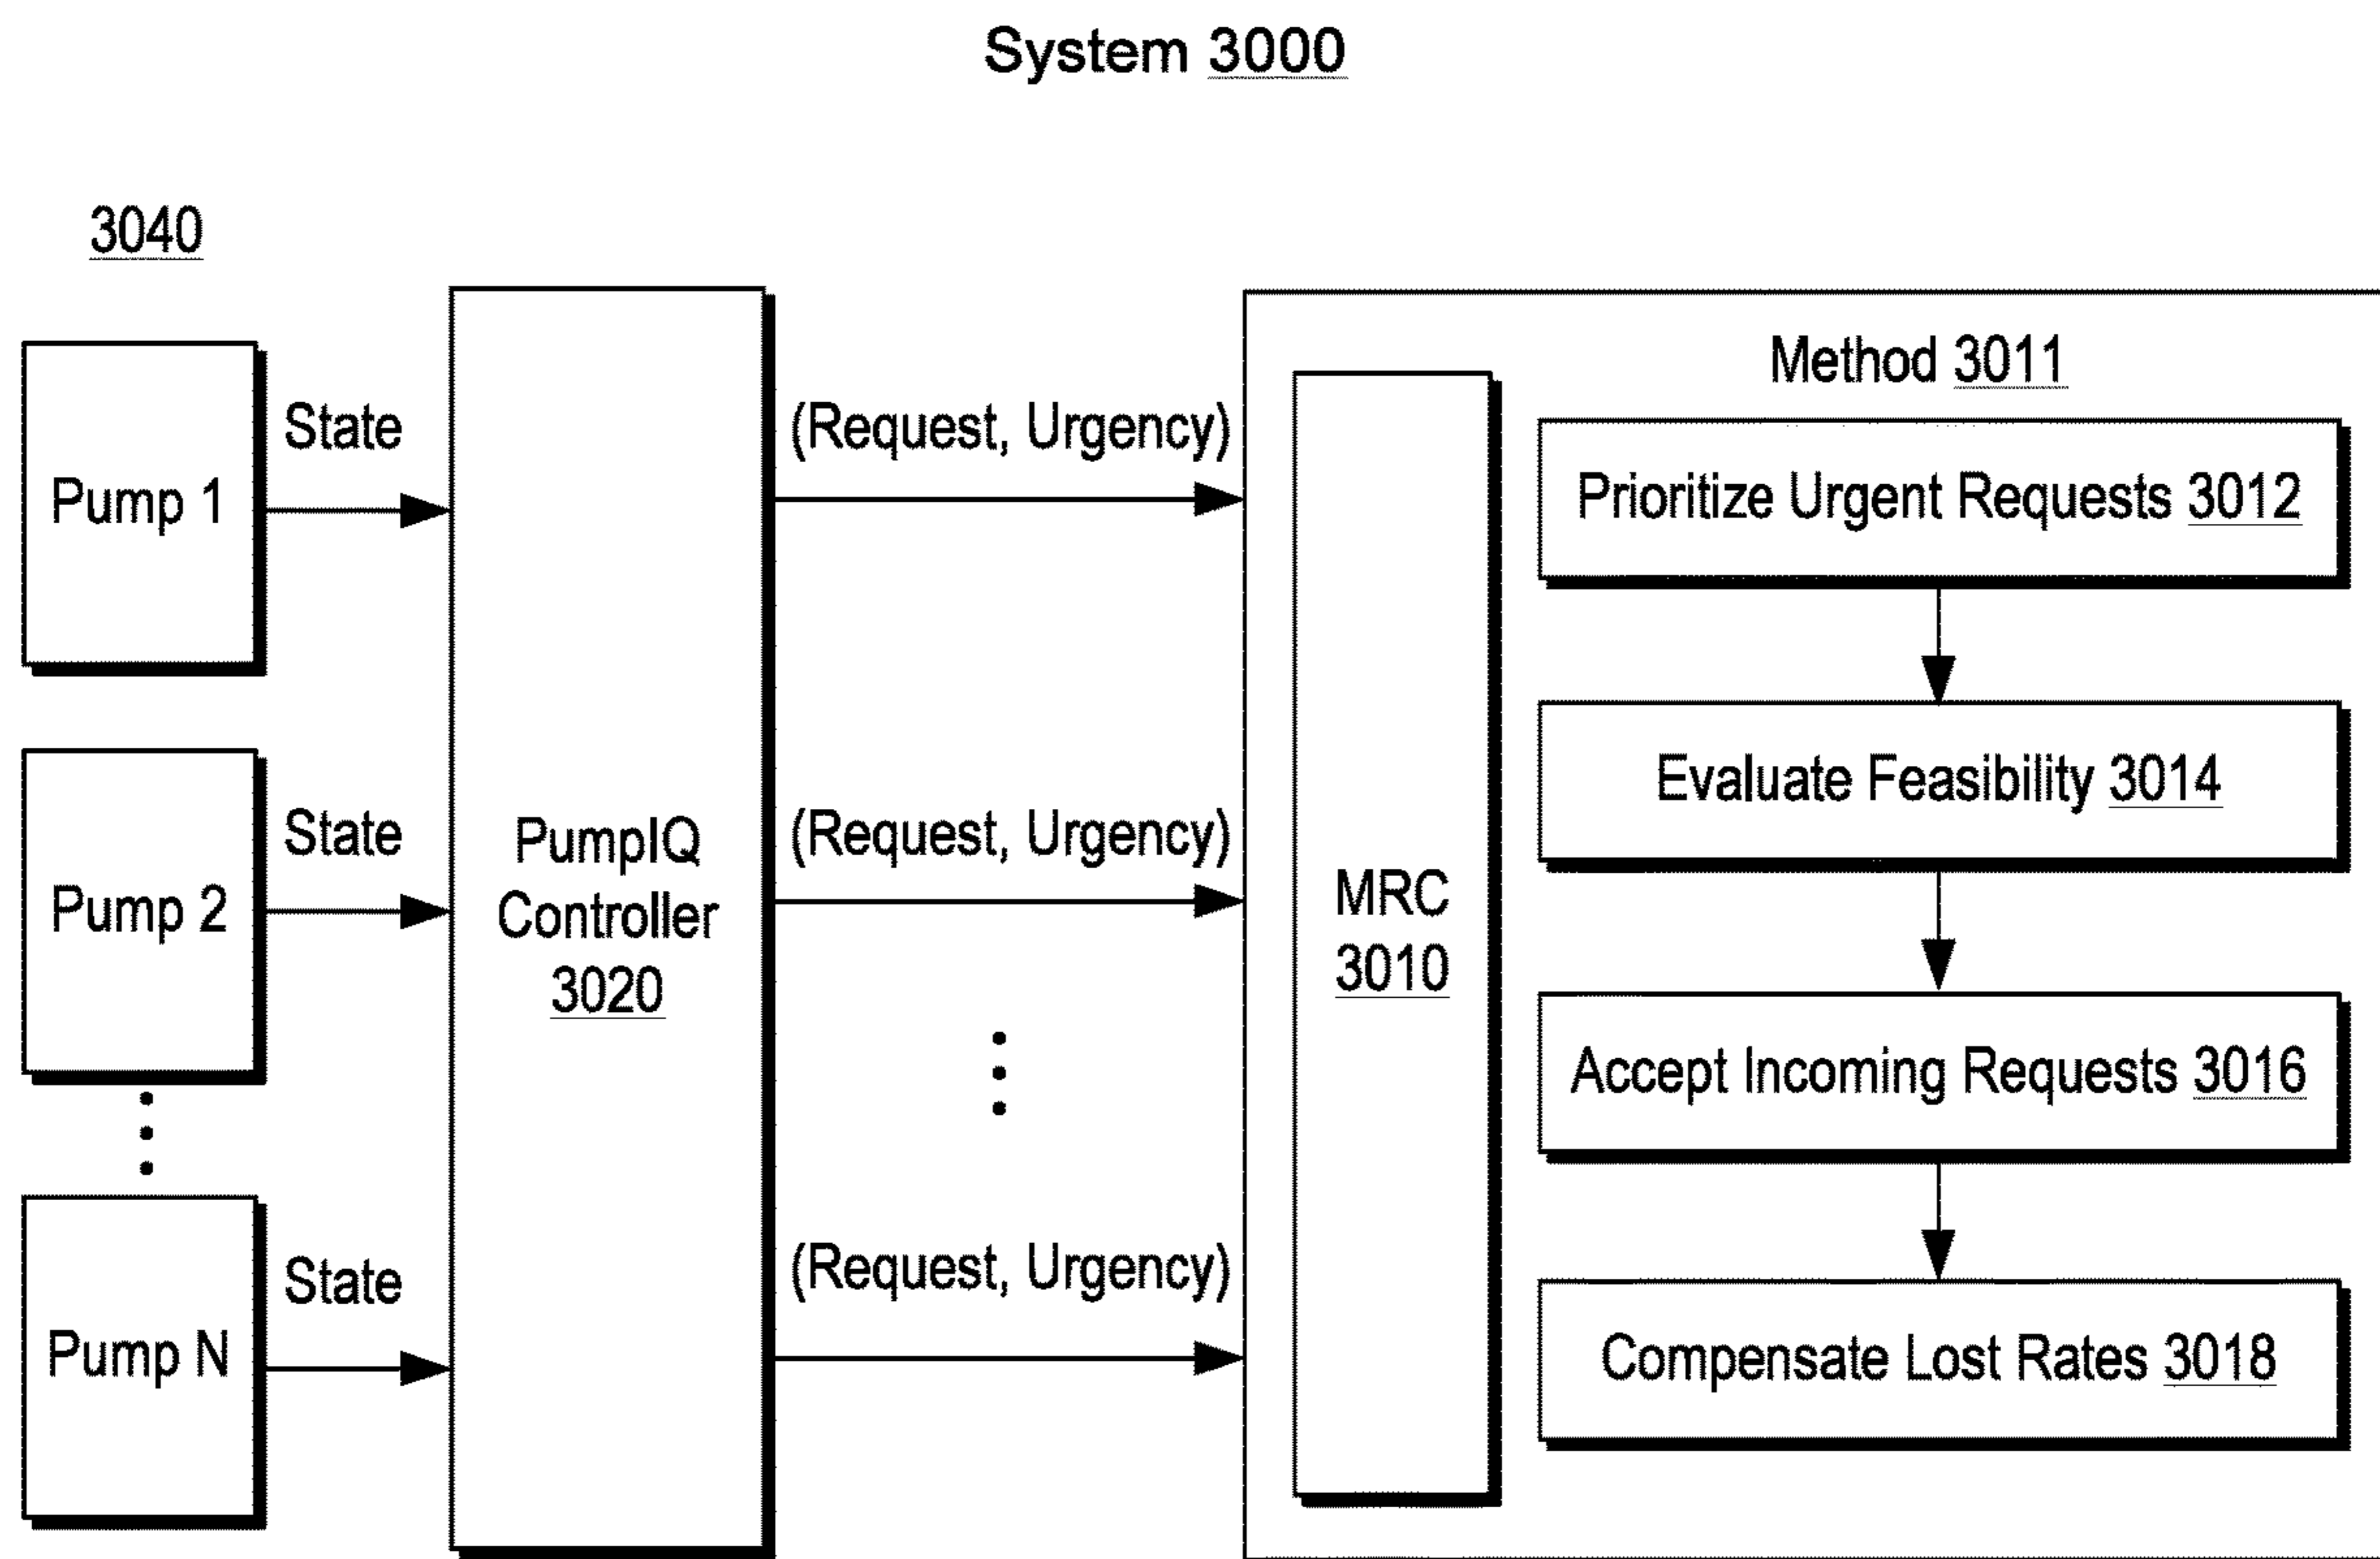 System 3000
3040
Pump 1
State
Pump 2
State
Pump N
State
PumpIQ
Controller
3020
(Request, Urgency)
(Request, Urgency)
(Request, Urgency)
MRC
3010
Method 3011
Prioritize Urgent Requests 3012
Evaluate Feasibility 3014
Accept Incoming Requests 3016
Compensate Lost Rates 3018